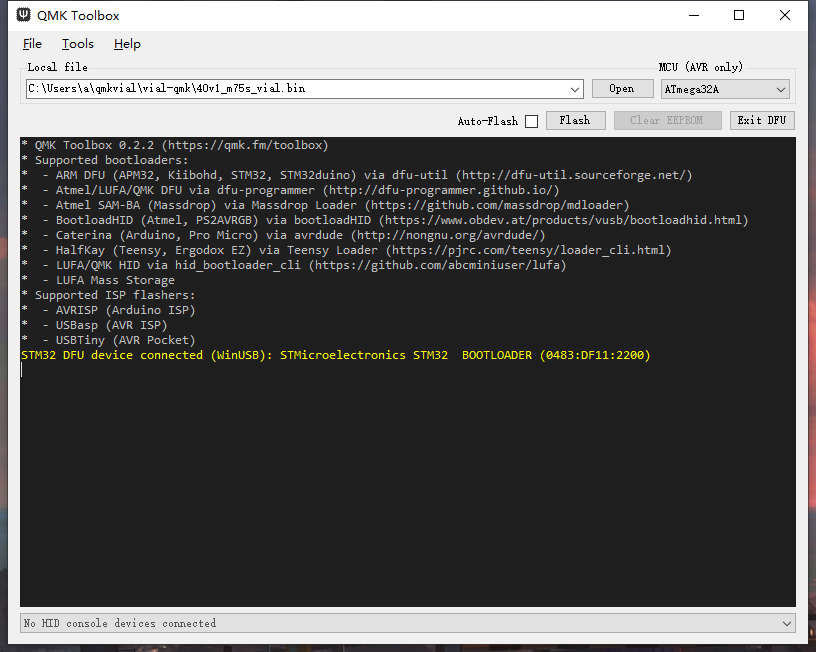 QMK Toolbox
File Tools Help
Local file MCU (AVR only)
C:\Users\a\qmkvial\vial-qmk\40v1_m75s_vial.bin Open ATmega32A
Auto-Flash Flash Clear EEPROM Exit DFU
* QMK Toolbox 0.2.2 (https://qmk.fm/toolbox)
* Supported bootloaders:
*  - ARM DFU (APM32, Kiibohd, STM32, STM32duino) via dfu-util (http://dfu-util.sourceforge.net/)
*  - Atmel/LUFA/QMK DFU via dfu-programmer (http://dfu-programmer.github.io/)
*  - Atmel SAM-BA (Massdrop) via Massdrop Loader (https://github.com/massdrop/mdloader)
*  - BootloadHID (Atmel, PS2AVRGB) via bootloadHID (https://www.obdev.at/products/vusb/bootloadhid.html)
*  - Caterina (Arduino, Pro Micro) via avrdude (http://nongnu.org/avrdude/)
*  - HalfKay (Teensy, Ergodox EZ) via Teensy Loader (https://pjrc.com/teensy/loader_cli.html)
*  - LUFA/QMK HID via hid_bootloader_cli (https://github.com/abcminiuser/lufa)
*  - LUFA Mass Storage
* Supported ISP flashers:
*  - AVRISP (Arduino ISP)
*  - USBasp (AVR ISP)
*  - USBTiny (AVR Pocket)
STM32 DFU device connected (WinUSB): STMicroelectronics STM32  BOOTLOADER (0483:DF11:2200)
No HID console devices connected